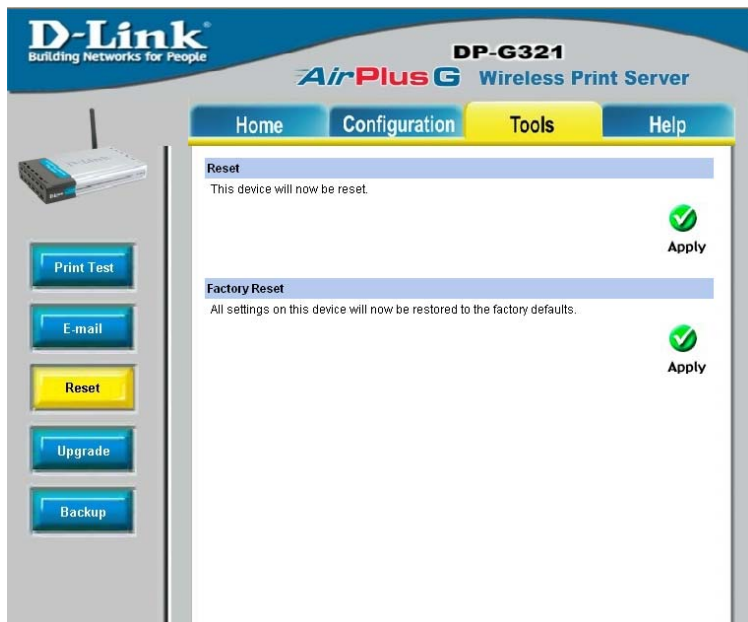 D-Link
Building Networks for People
DP-G321
AirPlus G Wireless Print Server
Home Configuration Tools Help
D-Link
Reset
This device will now be reset.
Apply
Print Test
Factory Reset
All settings on this device will now be restored to the factory defaults.
E-mail
Apply
Reset
Upgrade
Backup